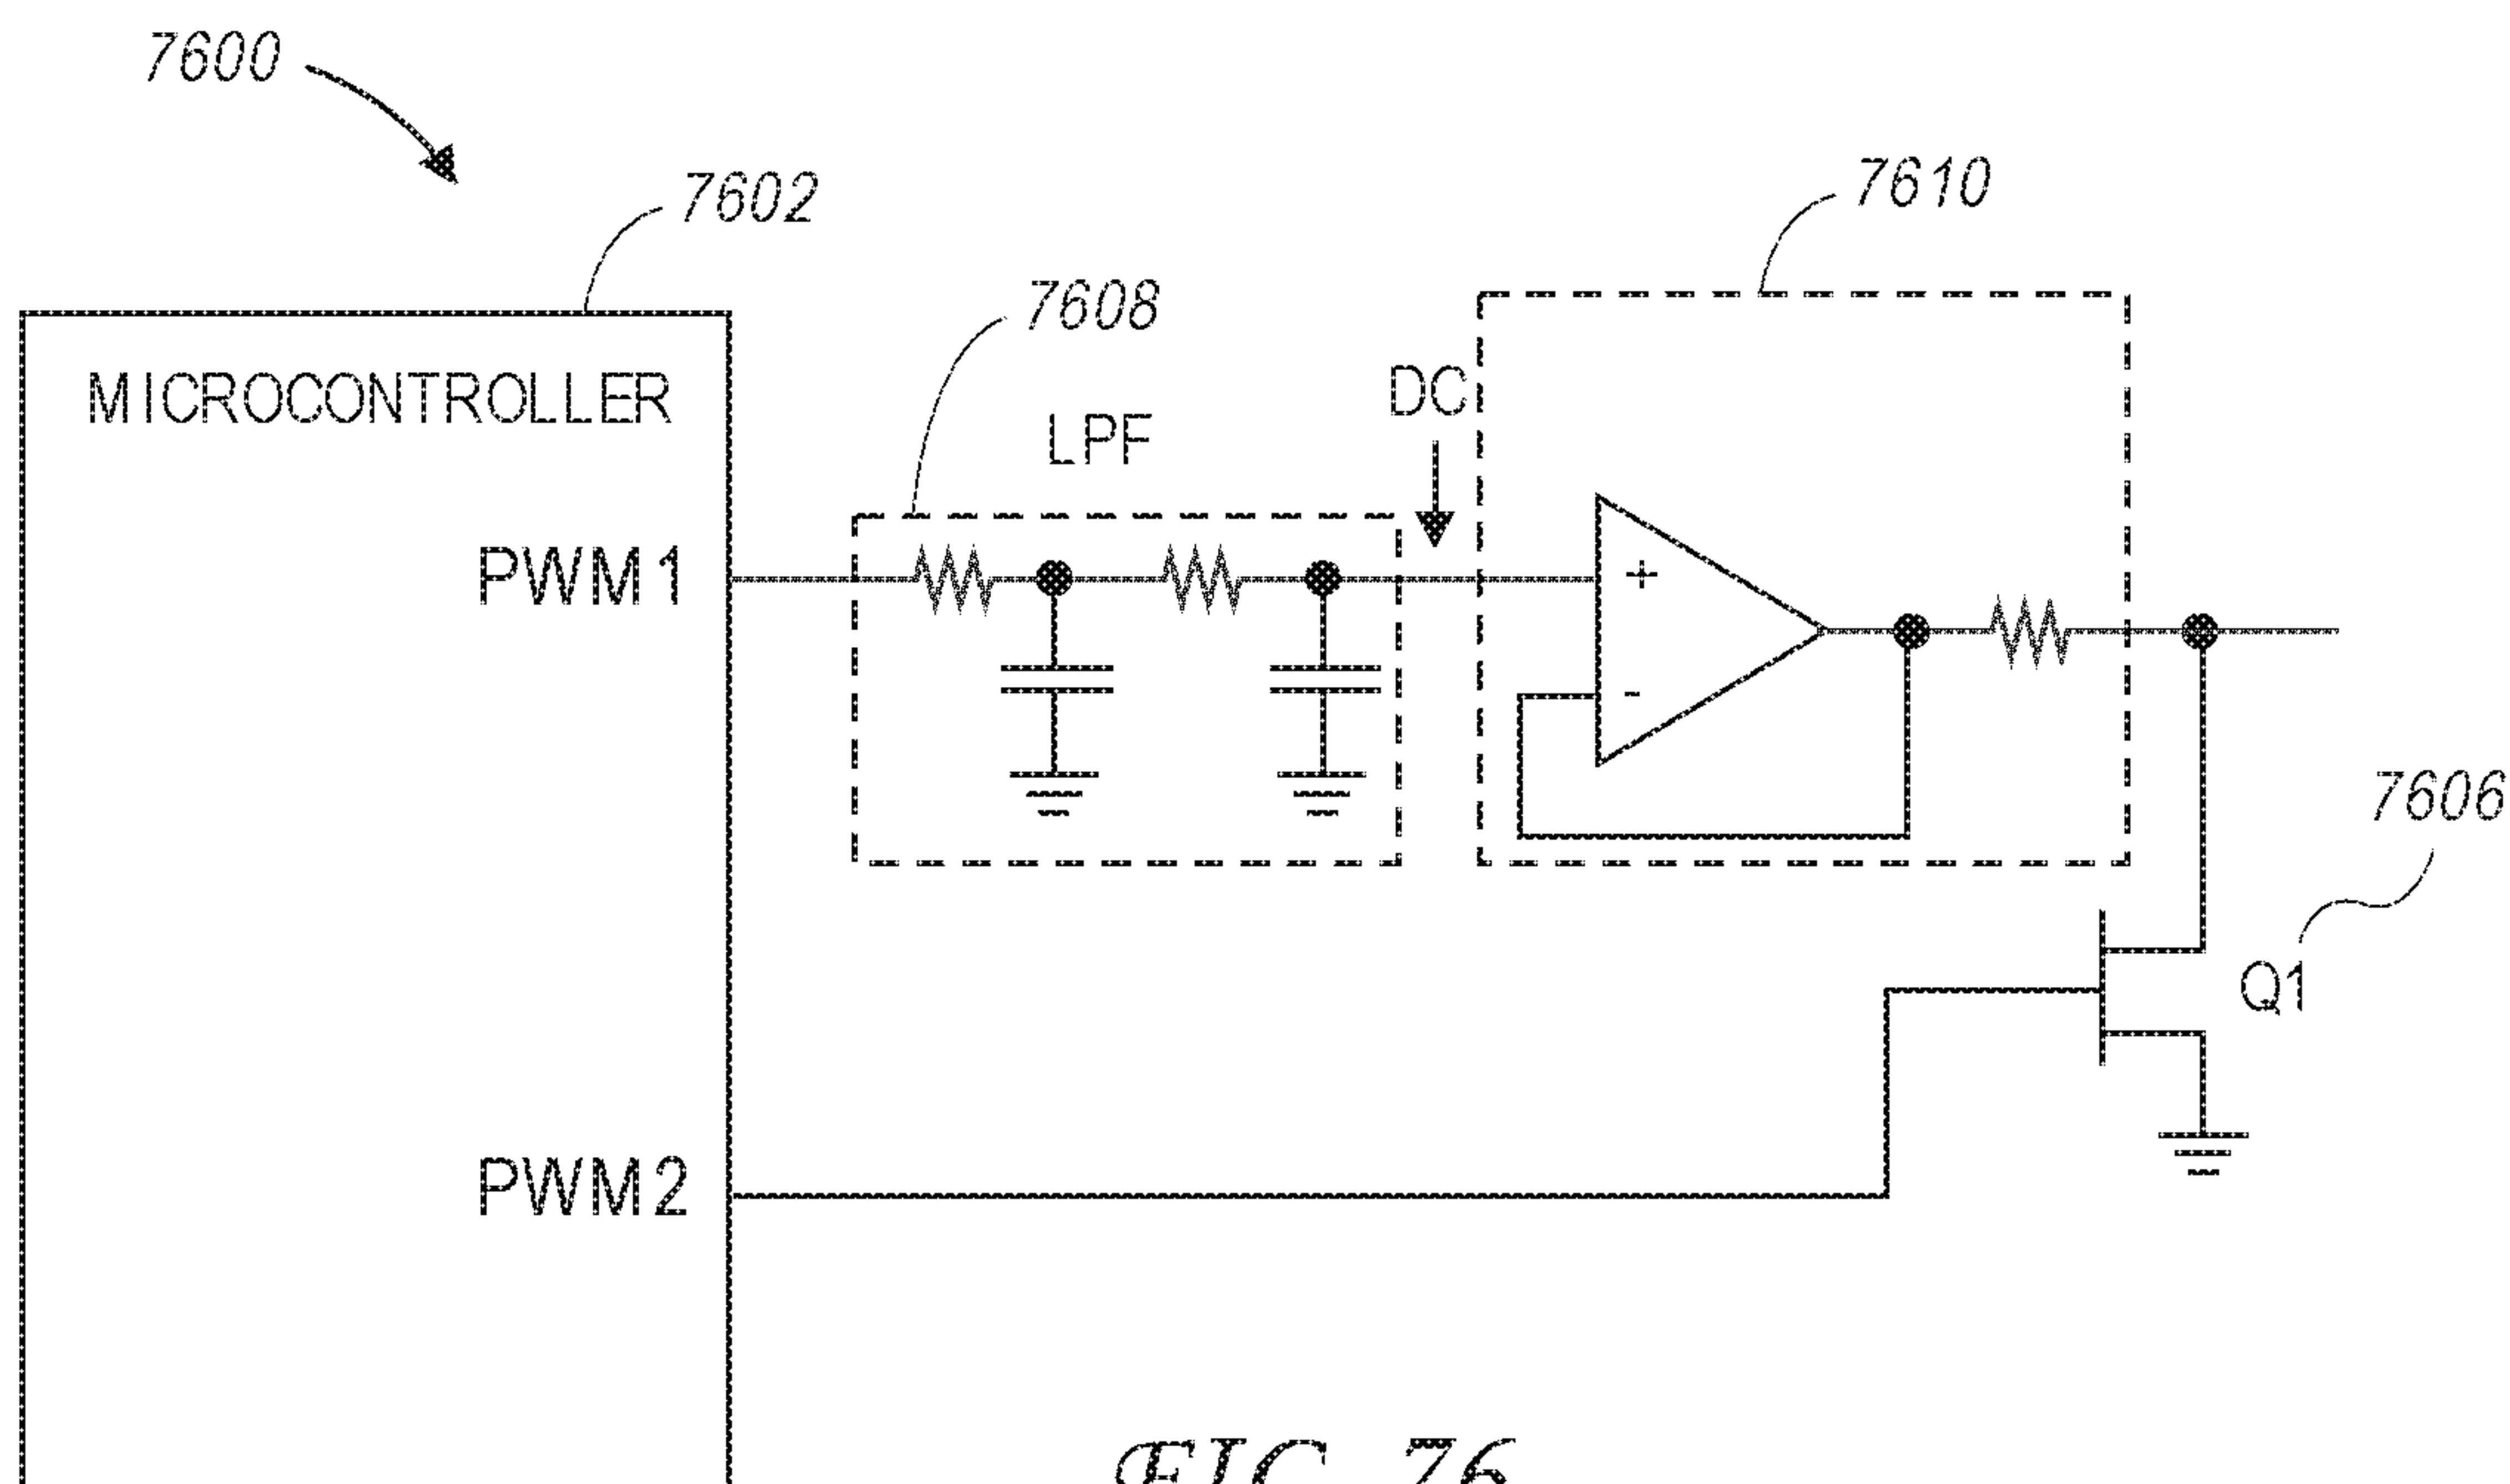 7600
7602
7610
7608
MICROCONTROLLER
DC
LPF
PWM1
+
-
7606
Q1
PWM2
FIG. 76